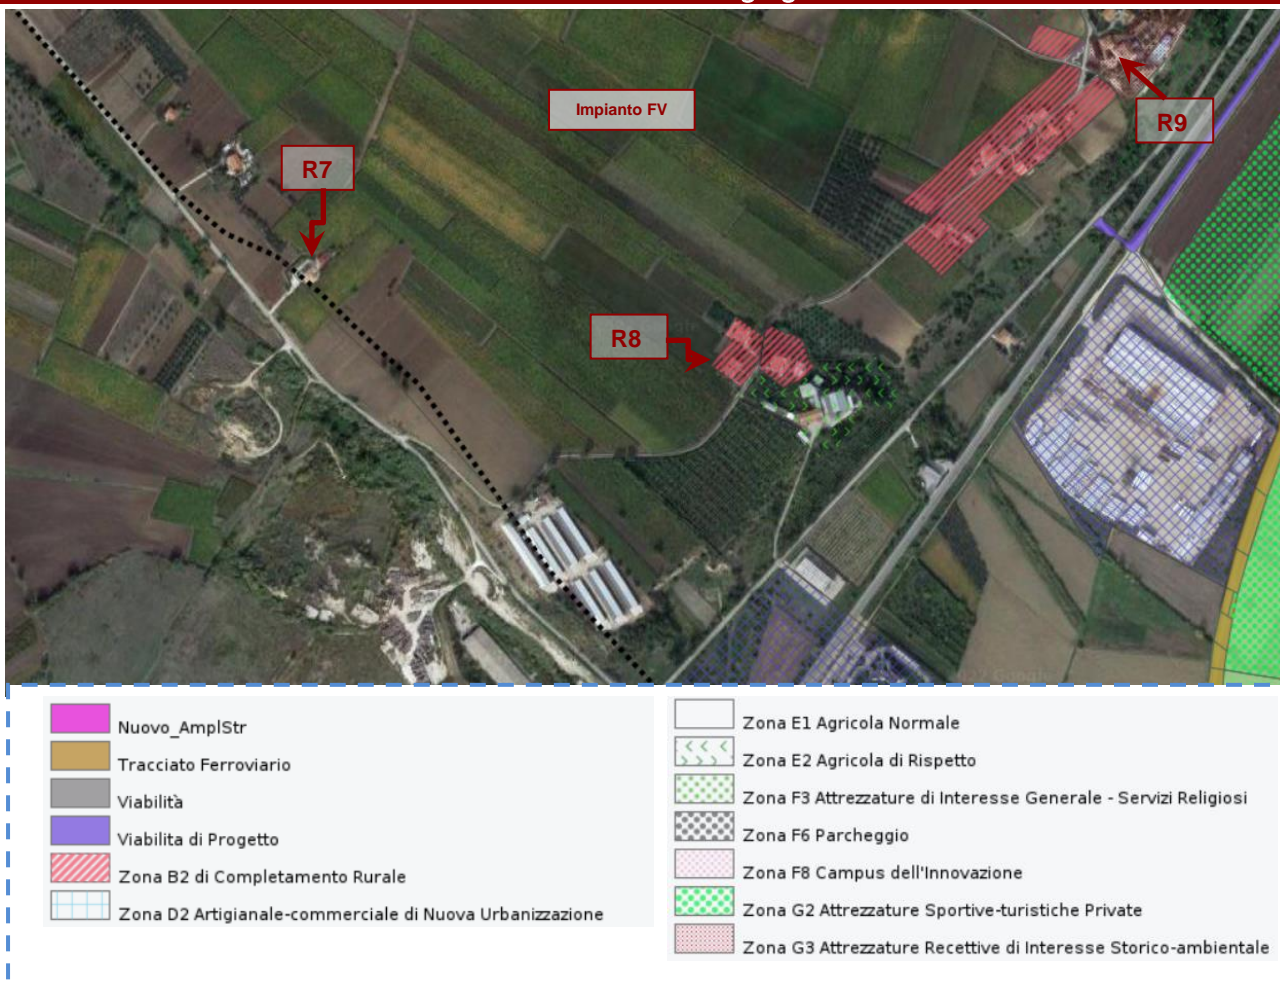 Impianto FV
R9
R7
R8
Nuovo_AmplStr
Tracciato Ferroviario
Viabilità
Viabilita di Progetto
Zona B2 di Completamento Rurale
Zona D2 Artigianale-commerciale di Nuova Urbanizzazione
Zona E1 Agricola Normale
Zona E2 Agricola di Rispetto
Zona F3 Attrezzature di Interesse Generale - Servizi Religiosi
Zona F6 Parcheggio
Zona F8 Campus dell'Innovazione
Zona G2 Attrezzature Sportive-turistiche Private
Zona G3 Attrezzature Recettive di Interesse Storico-ambientale